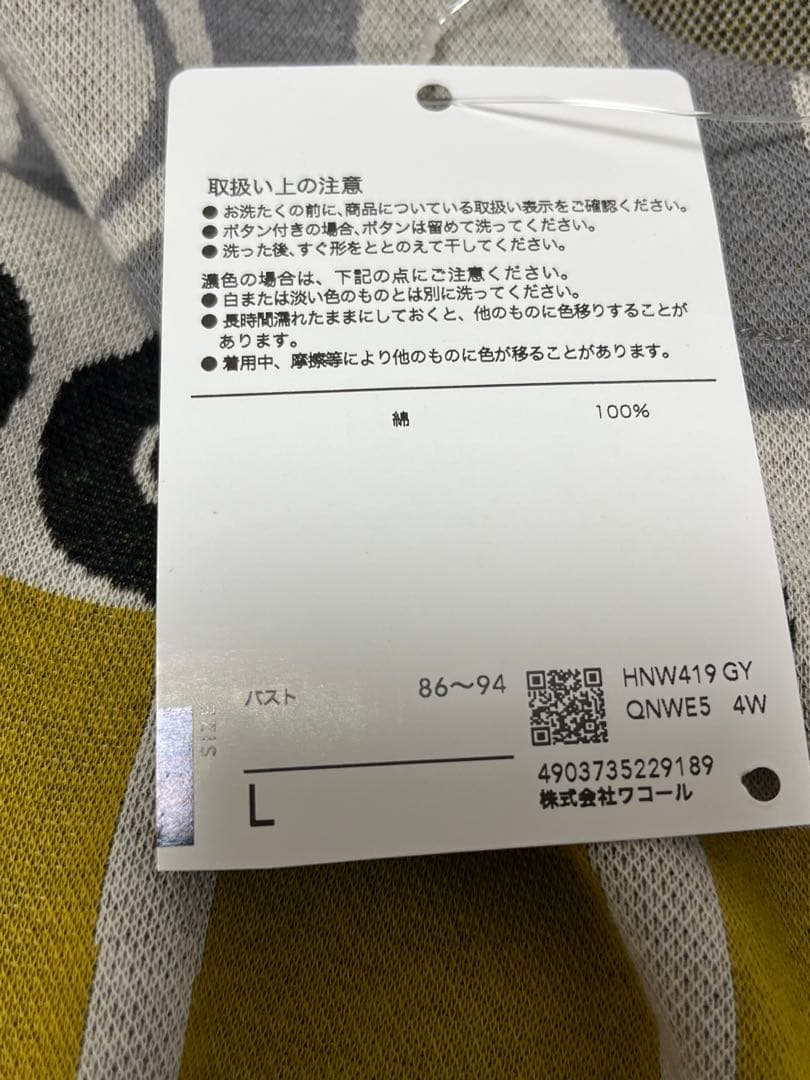 取扱い上の注意
● お洗たくの前に、商品についている取扱い表示をご確認ください。
● ボタン付きの場合、ボタンは留めて洗ってください。
● 洗った後、すぐ形をととのえて干してください。
濃色の場合は、下記の点にご注意ください。
● 白または淡い色のものとは別に洗ってください。
● 長時間濡れたままにしておくと、他のものに色移りすることが
あります。
● 着用中、摩擦等により他のものに色が移ることがあります。
綿 100%
SIZE
バスト 86〜94
L
HNW419 GY
QNWE5 4W
4903735229189
株式会社ワコール